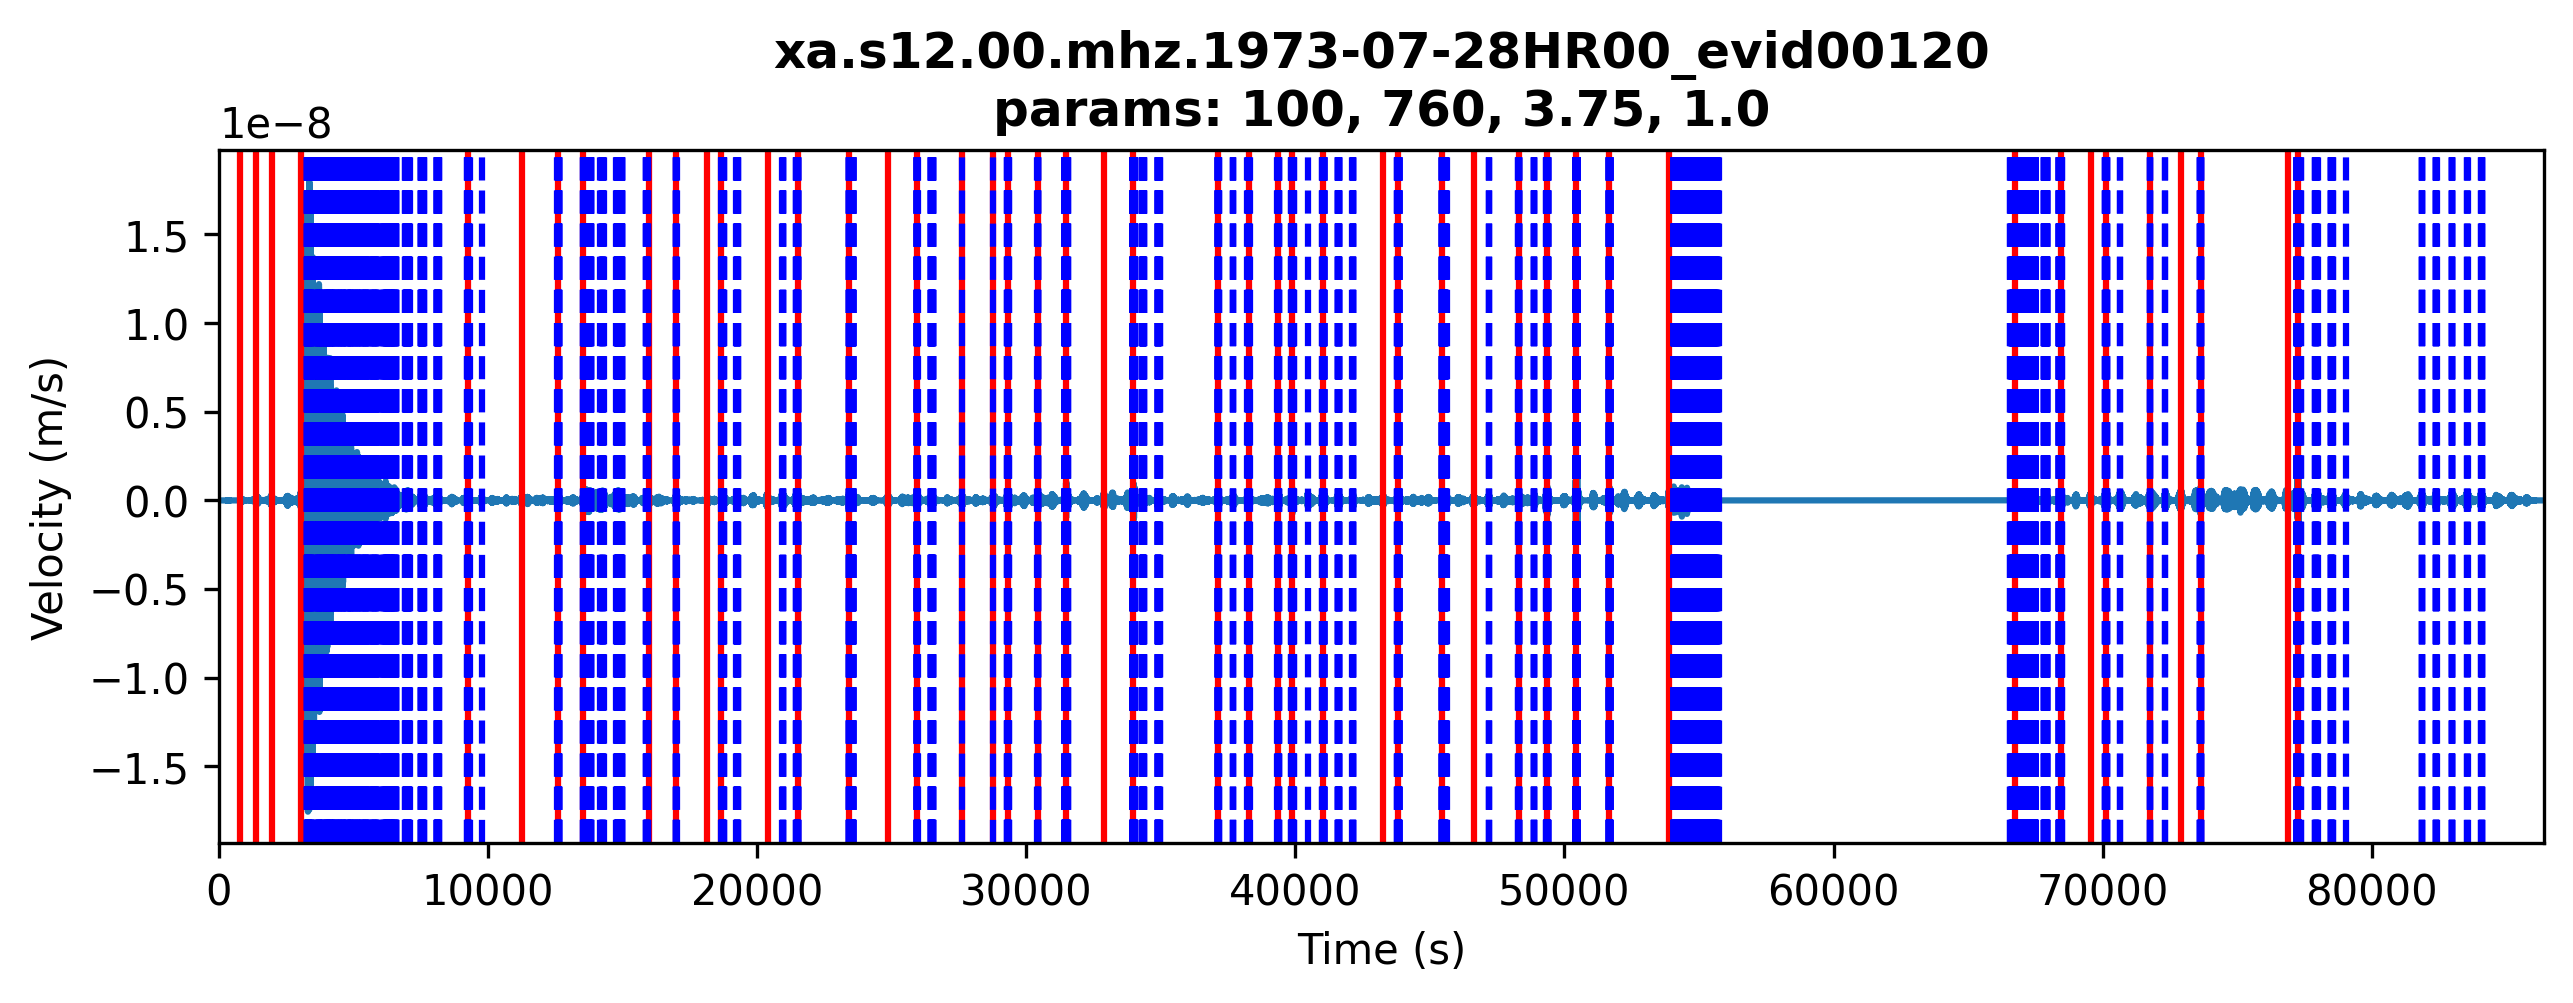 xa.s12.00.mhz.1973-07-28HR00_evid00120
params: 100, 760, 3.75, 1.0
1e−8
1.5
1.0
0.5
0.0
−0.5
−1.0
−1.5
Velocity (m/s)
0 10000 20000 30000 40000 50000 60000 70000 80000
Time (s)